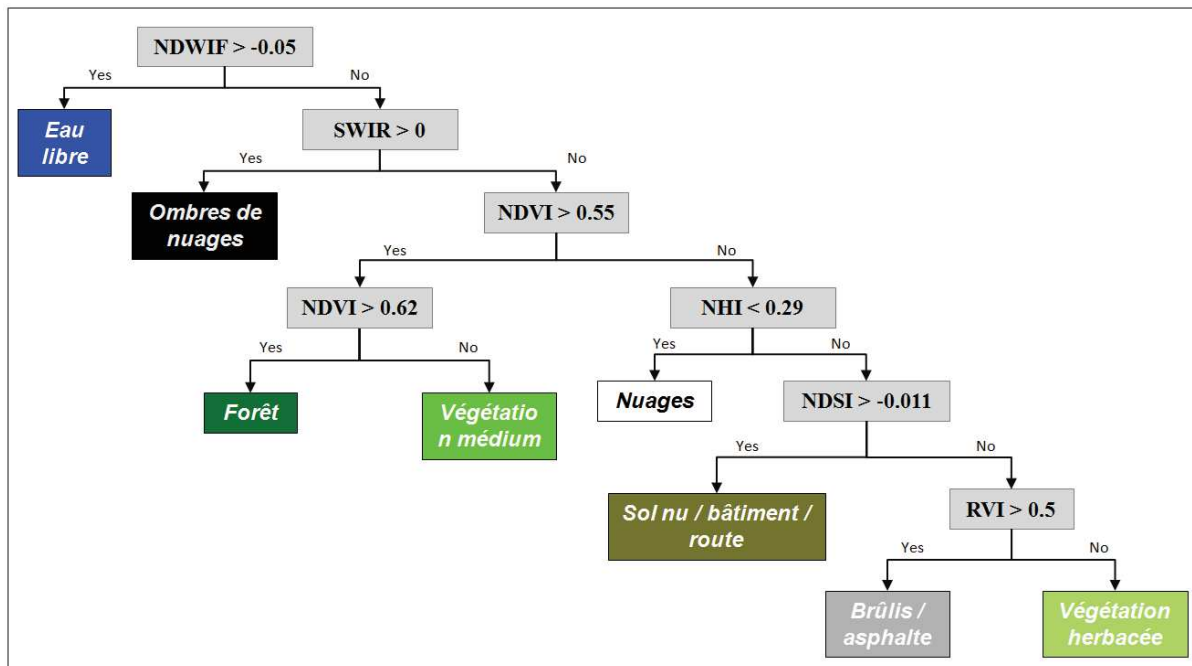 NDWIF > -0.05
Yes
No
Eau
libre
SWIR > 0
Yes
No
Ombres de
nuages
NDVI > 0.55
Yes
No
NDVI > 0.62
NHI < 0.29
Yes
No
Yes
No
Forêt
Végétatio
n médium
Nuages
NDSI > -0.011
Yes
No
Sol nu / bâtiment /
route
RVI > 0.5
Yes
No
Brûlis /
asphalte
Végétation
herbacée